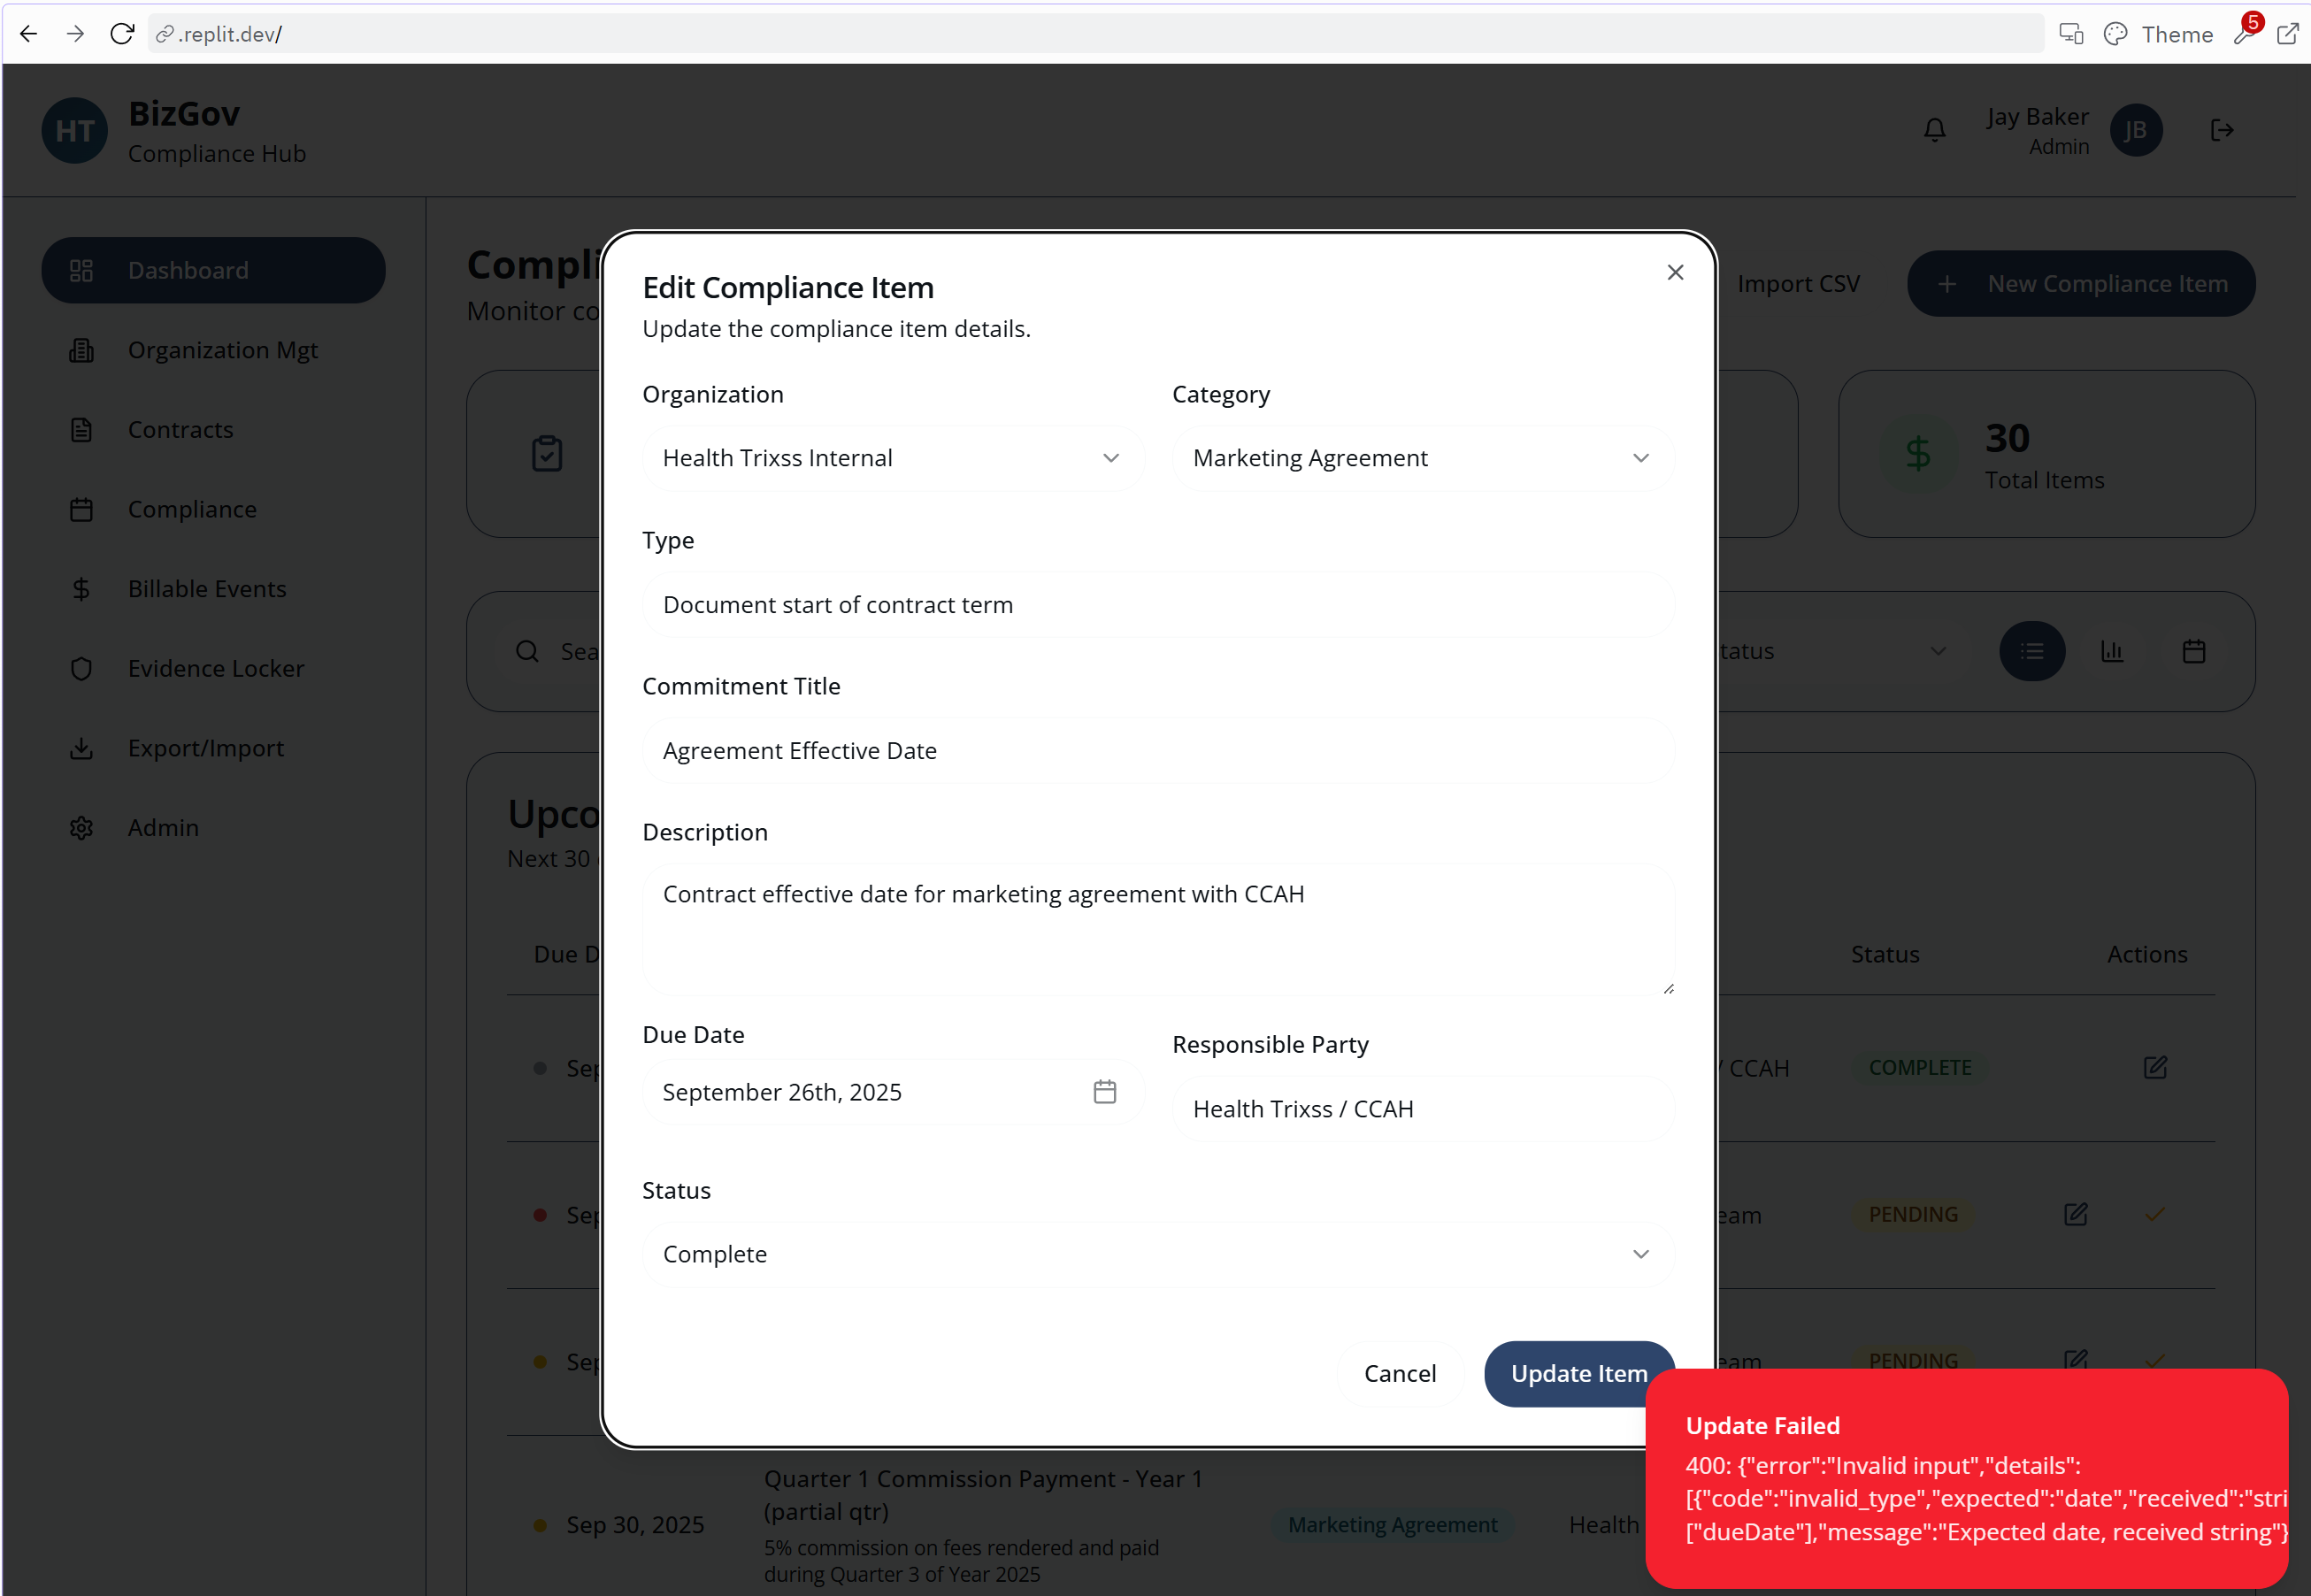 .replit.dev/
Theme
5
HT
BizGov
Compliance Hub
Jay Baker
Admin
JB
Dashboard
Organization Mgt
Contracts
Compliance
Billable Events
Evidence Locker
Export/Import
Admin
Compli
Monitor co
Import CSV
New Compliance Item
30
Total Items
Sea
tatus
Upco
Next 30
Due D
Status
Actions
Sep
/ CCAH
COMPLETE
Sep
eam
PENDING
Sep
eam
PENDING
Sep 30, 2025
Quarter 1 Commission Payment - Year 1
(partial qtr)
5% commission on fees rendered and paid
during Quarter 3 of Year 2025
Marketing Agreement
Health
Edit Compliance Item
Update the compliance item details.
Organization
Category
Health Trixss Internal
Marketing Agreement
Type
Document start of contract term
Commitment Title
Agreement Effective Date
Description
Contract effective date for marketing agreement with CCAH
Due Date
Responsible Party
September 26th, 2025
Health Trixss / CCAH
Status
Complete
Cancel
Update Item
Update Failed
400: {"error":"Invalid input","details":
[{"code":"invalid_type","expected":"date","received":"stri
["dueDate"],"message":"Expected date, received string"}